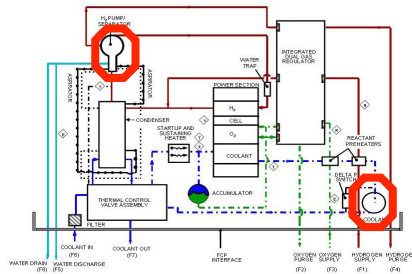 H₂ PUMP/
SEPARATOR
WATER
TRAP
INTEGRATED
DUAL GAS
REGULATOR
ASPIRATOR
ASPIRATOR
CONDENSER
POWER SECTION
H₂
CELL
O₂
COOLANT
STARTUP AND
SUSTAINING
HEATER
REACTANT
PREHEATERS
DELTA P
SWITCH
THERMAL CONTROL
VALVE ASSEMBLY
ACCUMULATOR
FILTER
WATER DRAIN
(F8)
WATER DISCHARGE
(F5)
COOLANT IN
(F6)
COOLANT OUT
(F7)
FCP
INTERFACE
OXYGEN
PURGE
(F2)
OXYGEN
SUPPLY
(F3)
HYDROGEN
SUPPLY
(F1)
HYDROGEN
PURGE
(F4)